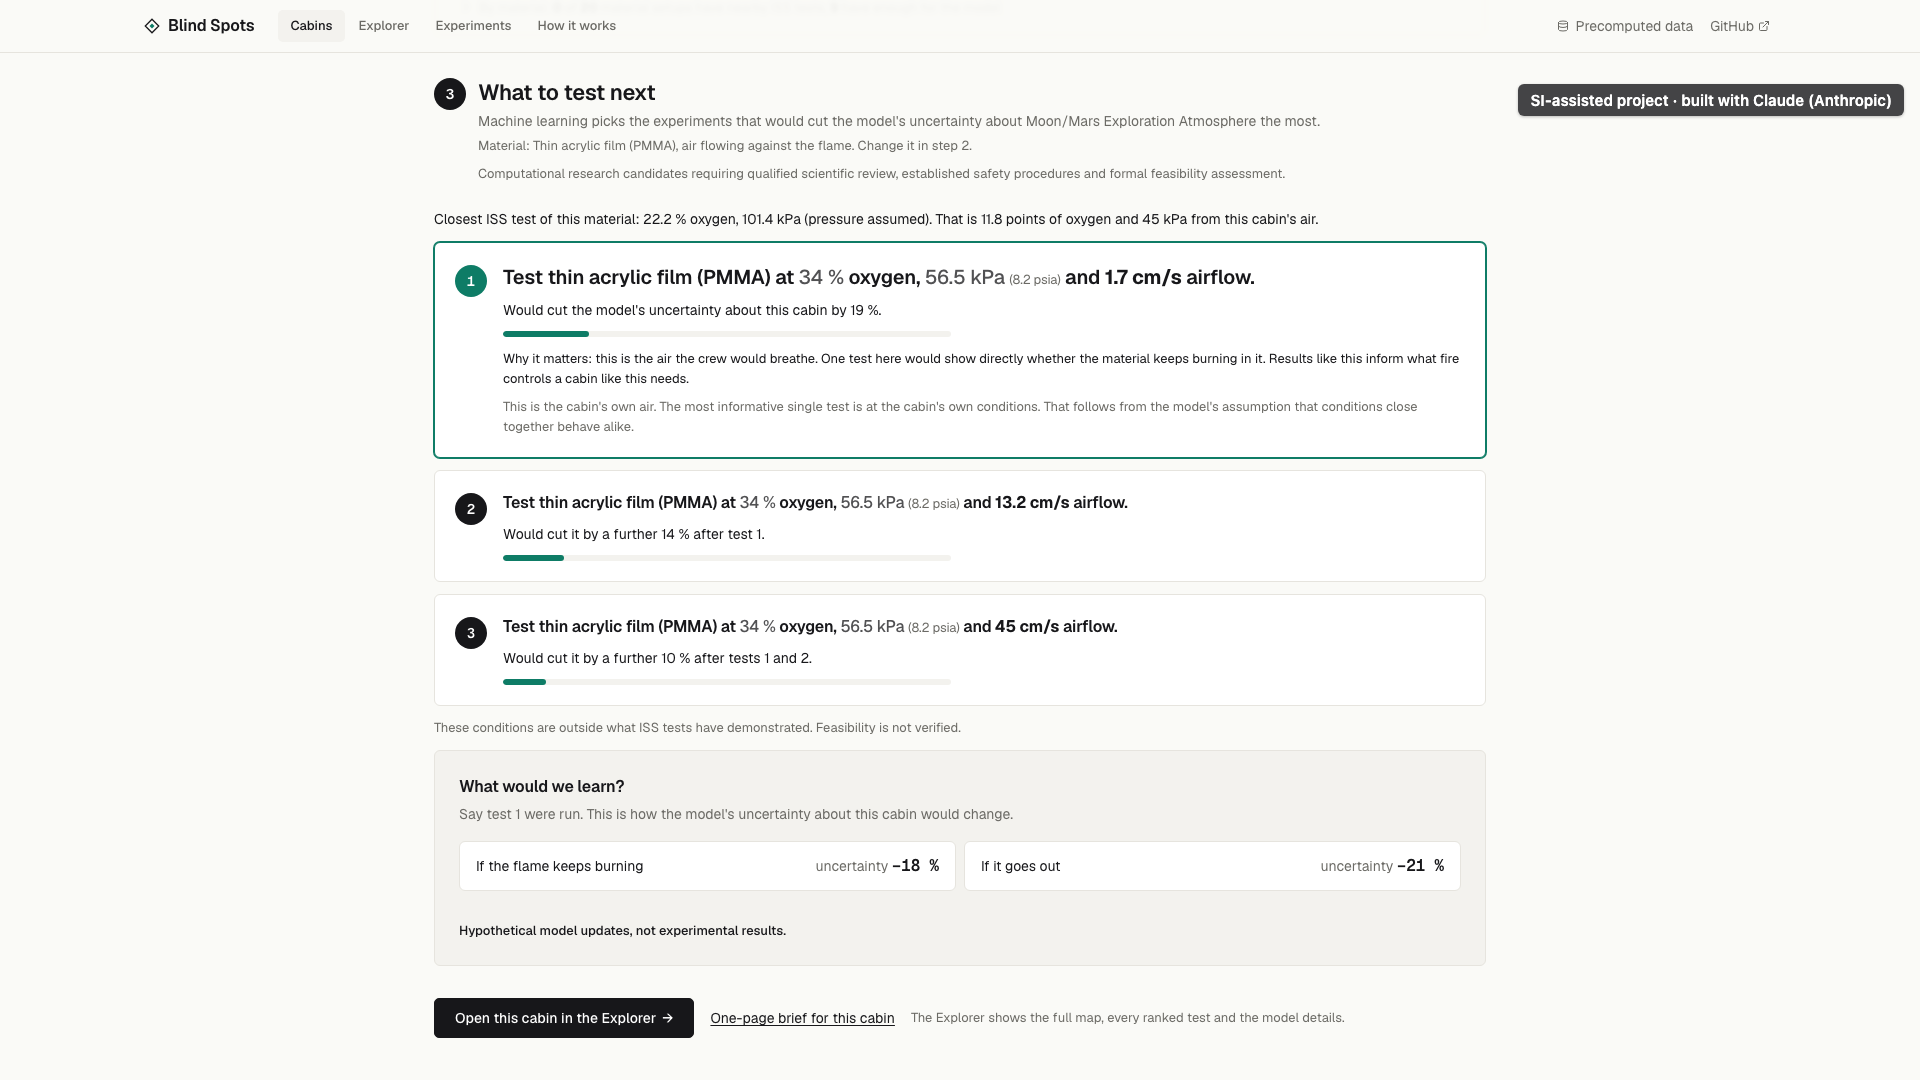 Blind Spots
Cabins
Explorer
Experiments
How it works
Precomputed data
GitHub
SI-assisted project · built with Claude (Anthropic)
3
What to test next
Machine learning picks the experiments that would cut the model's uncertainty about Moon/Mars Exploration Atmosphere the most.
Material: Thin acrylic film (PMMA), air flowing against the flame. Change it in step 2.
Computational research candidates requiring qualified scientific review, established safety procedures and formal feasibility assessment.
Closest ISS test of this material: 22.2 % oxygen, 101.4 kPa (pressure assumed). That is 11.8 points of oxygen and 45 kPa from this cabin's air.
1
Test thin acrylic film (PMMA) at 34 % oxygen, 56.5 kPa (8.2 psia) and 1.7 cm/s airflow.
Would cut the model's uncertainty about this cabin by 19 %.
Why it matters: this is the air the crew would breathe. One test here would show directly whether the material keeps burning in it. Results like this inform what fire
controls a cabin like this needs.
This is the cabin's own air. The most informative single test is at the cabin's own conditions. That follows from the model's assumption that conditions close
together behave alike.
2
Test thin acrylic film (PMMA) at 34 % oxygen, 56.5 kPa (8.2 psia) and 13.2 cm/s airflow.
Would cut it by a further 14 % after test 1.
3
Test thin acrylic film (PMMA) at 34 % oxygen, 56.5 kPa (8.2 psia) and 45 cm/s airflow.
Would cut it by a further 10 % after tests 1 and 2.
These conditions are outside what ISS tests have demonstrated. Feasibility is not verified.
What would we learn?
Say test 1 were run. This is how the model's uncertainty about this cabin would change.
If the flame keeps burning
uncertainty −18 %
If it goes out
uncertainty −21 %
Hypothetical model updates, not experimental results.
Open this cabin in the Explorer →
One-page brief for this cabin
The Explorer shows the full map, every ranked test and the model details.